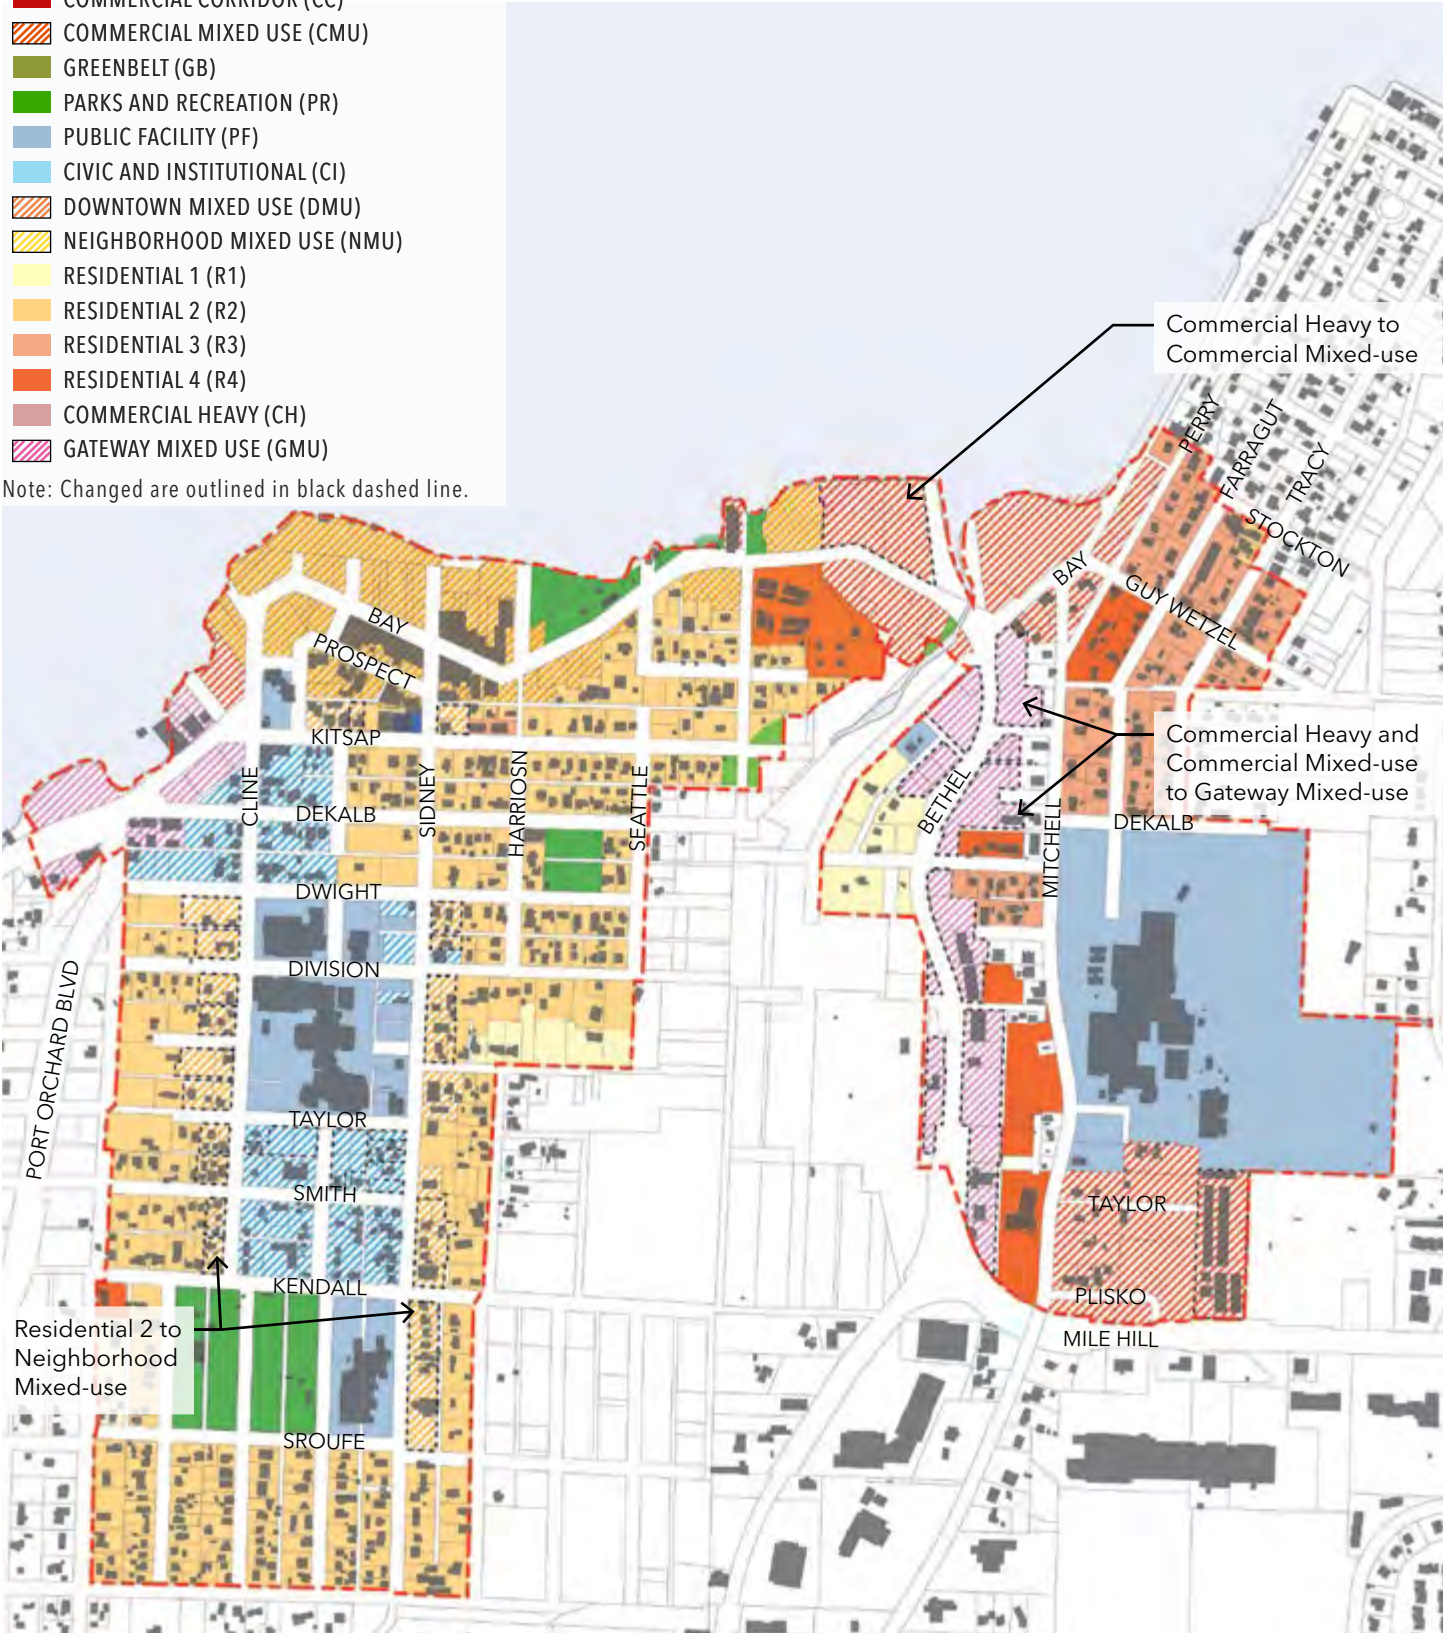 COMMERCIAL CORRIDOR (CC)
COMMERCIAL MIXED USE (CMU)
GREENBELT (GB)
PARKS AND RECREATION (PR)
PUBLIC FACILITY (PF)
CIVIC AND INSTITUTIONAL (CI)
DOWNTOWN MIXED USE (DMU)
NEIGHBORHOOD MIXED USE (NMU)
RESIDENTIAL 1 (R1)
RESIDENTIAL 2 (R2)
RESIDENTIAL 3 (R3)
RESIDENTIAL 4 (R4)
COMMERCIAL HEAVY (CH)
GATEWAY MIXED USE (GMU)
Note: Changed are outlined in black dashed line.
Commercial Heavy to
Commercial Mixed-use
PERRY
FARRAGUT
TRACY
STOCKTON
BAY
GUY WETZEL
BAY
PROSPECT
KITSAP
Commercial Heavy and
Commercial Mixed-use
to Gateway Mixed-use
CLINE
SIDNEY
HARRIOSN
SEATTLE
BETHEL
MITCHELL
DEKALB
DEKALB
DWIGHT
DIVISION
PORT ORCHARD BLVD
TAYLOR
SMITH
TAYLOR
KENDALL
PLISKO
MILE HILL
Residential 2 to
Neighborhood
Mixed-use
SROUFE